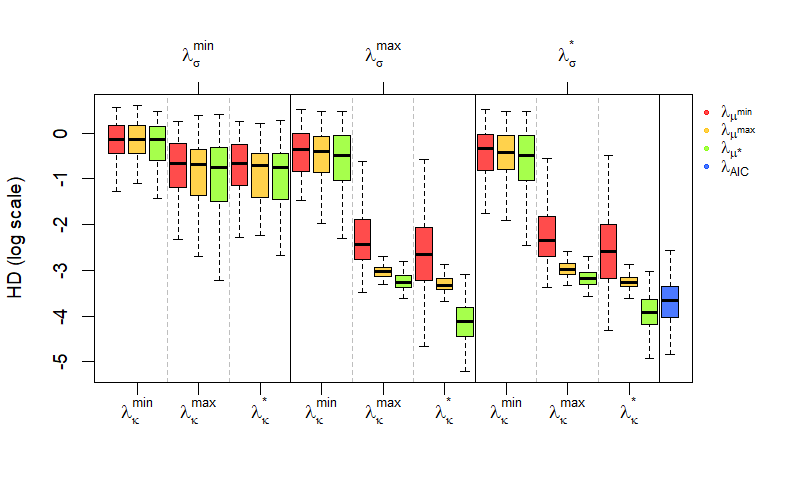 λσmin λσmax λσ*
HD (log scale)
0
-1
-2
-3
-4
-5
λκmin λκmax λκ* λκmin λκmax λκ* λκmin λκmax λκ*
λμmin
λμmax
λμ*
λAIC